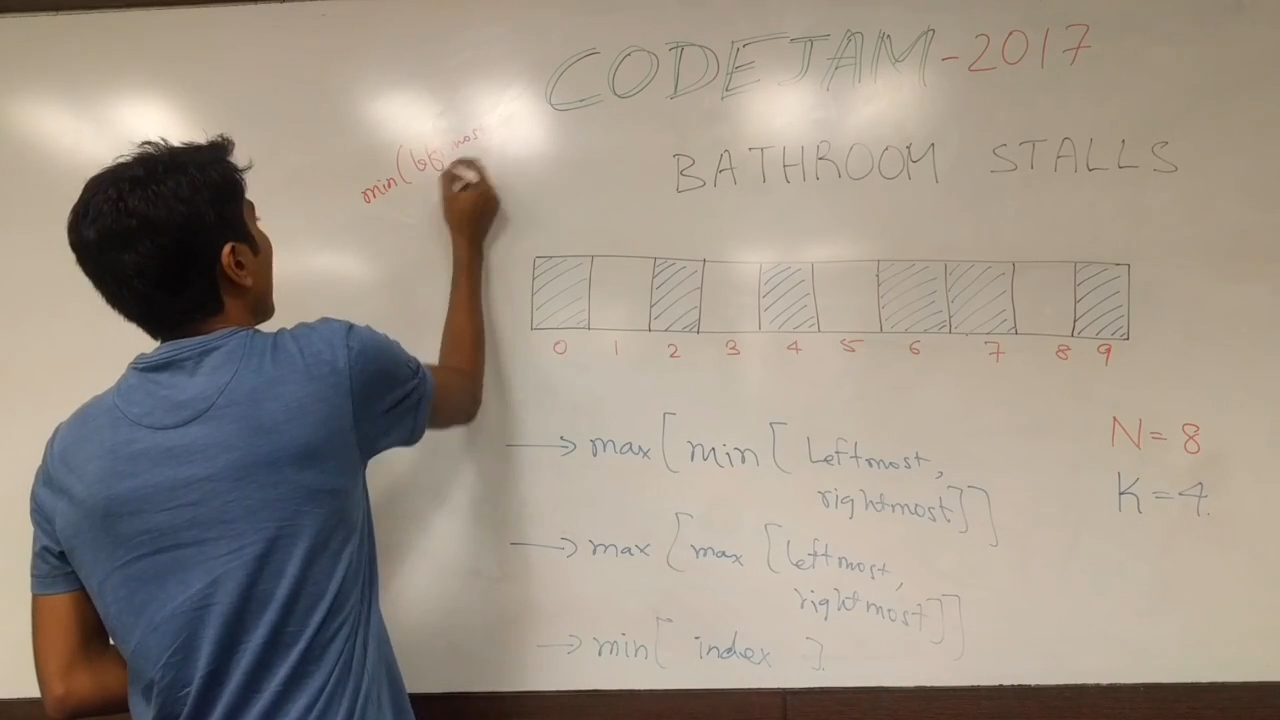 CODEJAM-2017
min(leftmost
BATHROOM STALLS
0 1 2 3 4 5 6 7 8 9
→ max[min[Leftmost,
rightmost]]
N=8
K=4
→ max[max[leftmost,
rightmost]]
→ min[index].